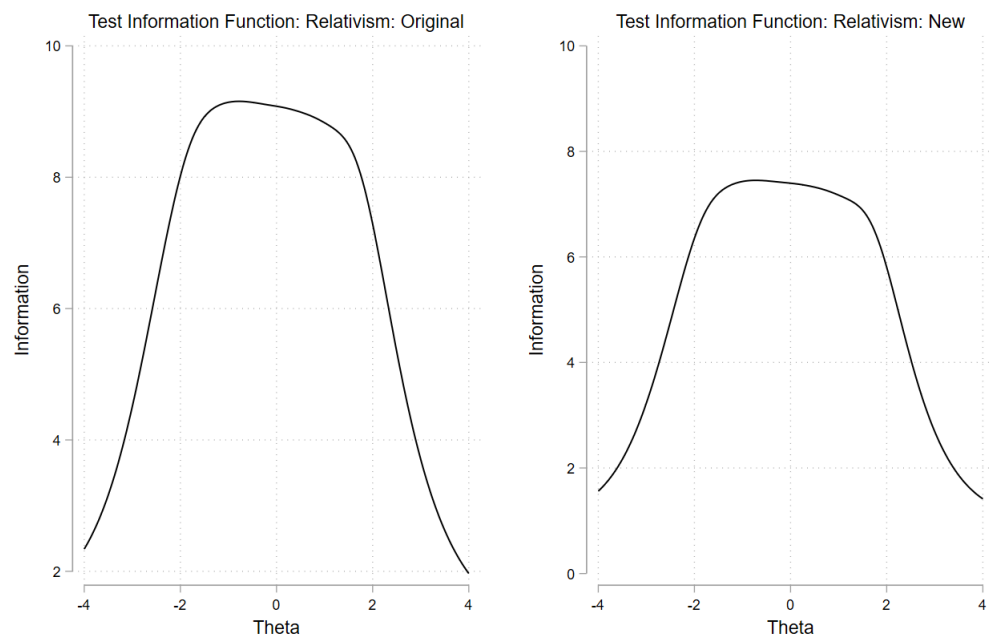 Test Information Function: Relativism: Original
10
8
6
4
2
Information
-4 -2 0 2 4
Theta
Test Information Function: Relativism: New
10
8
6
4
2
0
Information
-4 -2 0 2 4
Theta